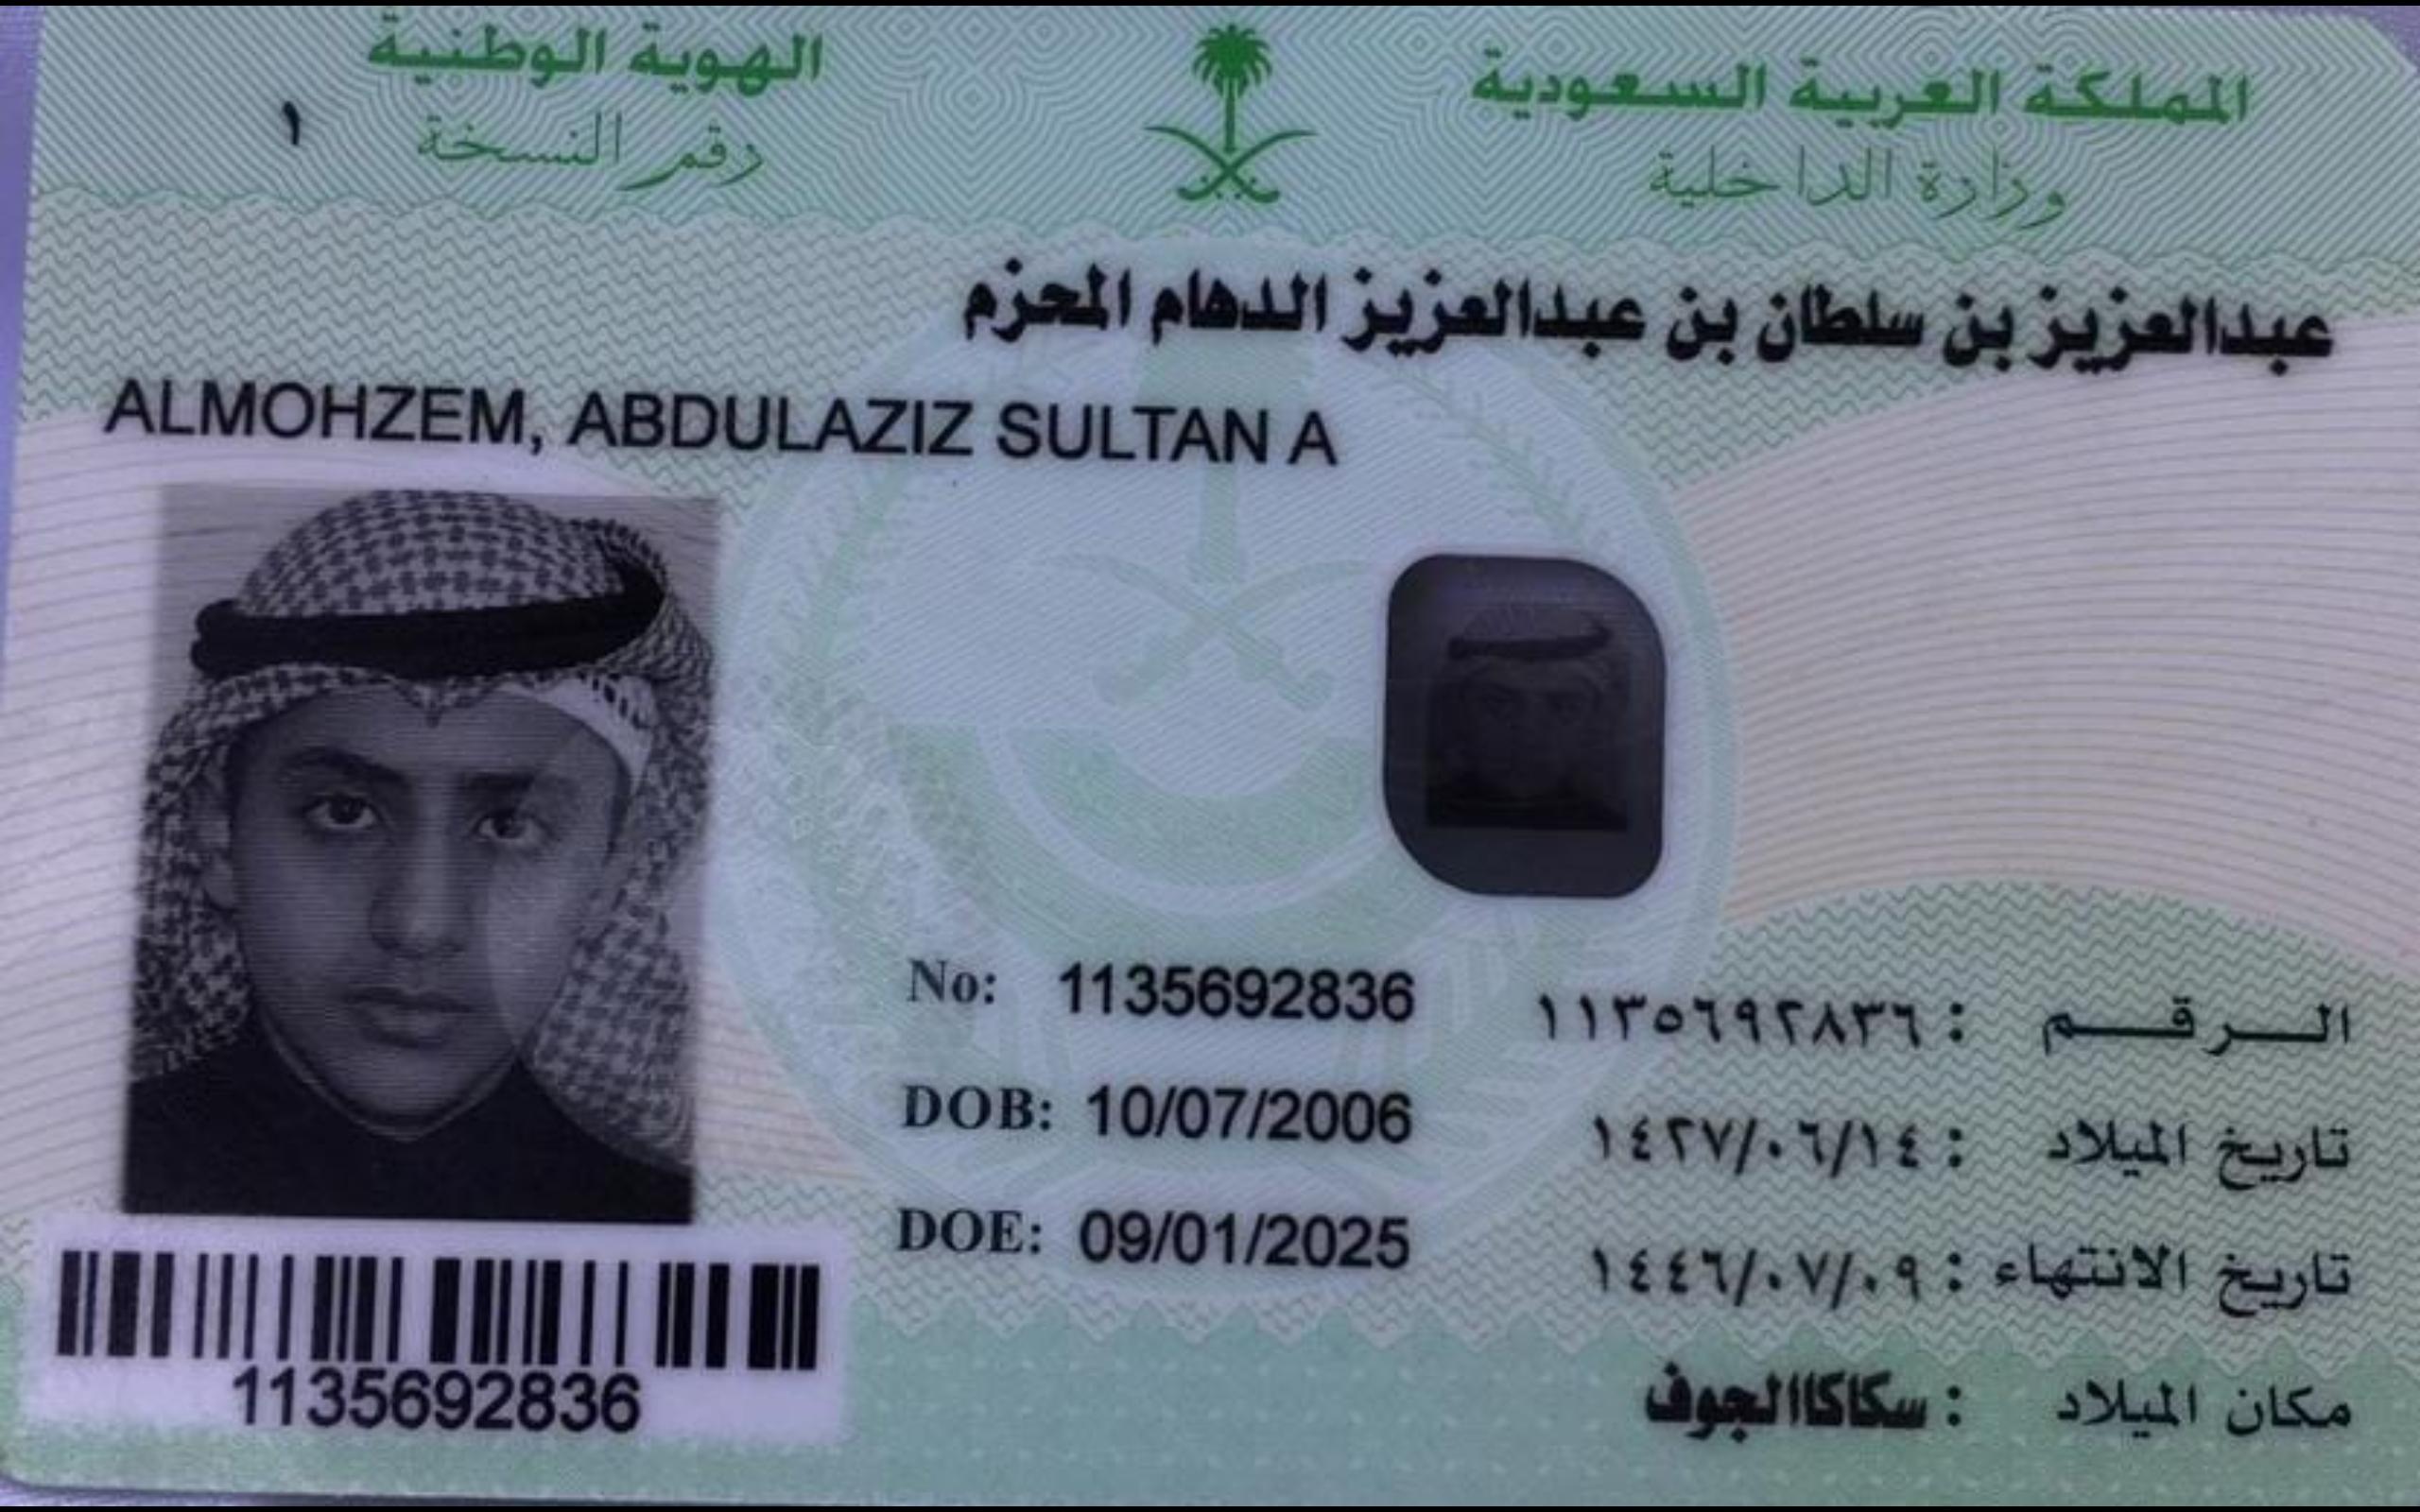 المملكة العربية السعودية
وزارة الداخلية
الهوية الوطنية
رقم النسخة ١
عبدالعزيز بن سلطان بن عبدالعزيز الدهام المحزم
ALMOHZEM, ABDULAZIZ SULTAN A
No: 1135692836
الرقم : ١١٣٥٦٩٢٨٣٦
DOB: 10/07/2006
تاريخ الميلاد : ١٤٢٧/٠٦/١٤
DOE: 09/01/2025
تاريخ الانتهاء : ١٤٤٦/٠٧/٠٩
مكان الميلاد : سكاكاالجوف
1135692836